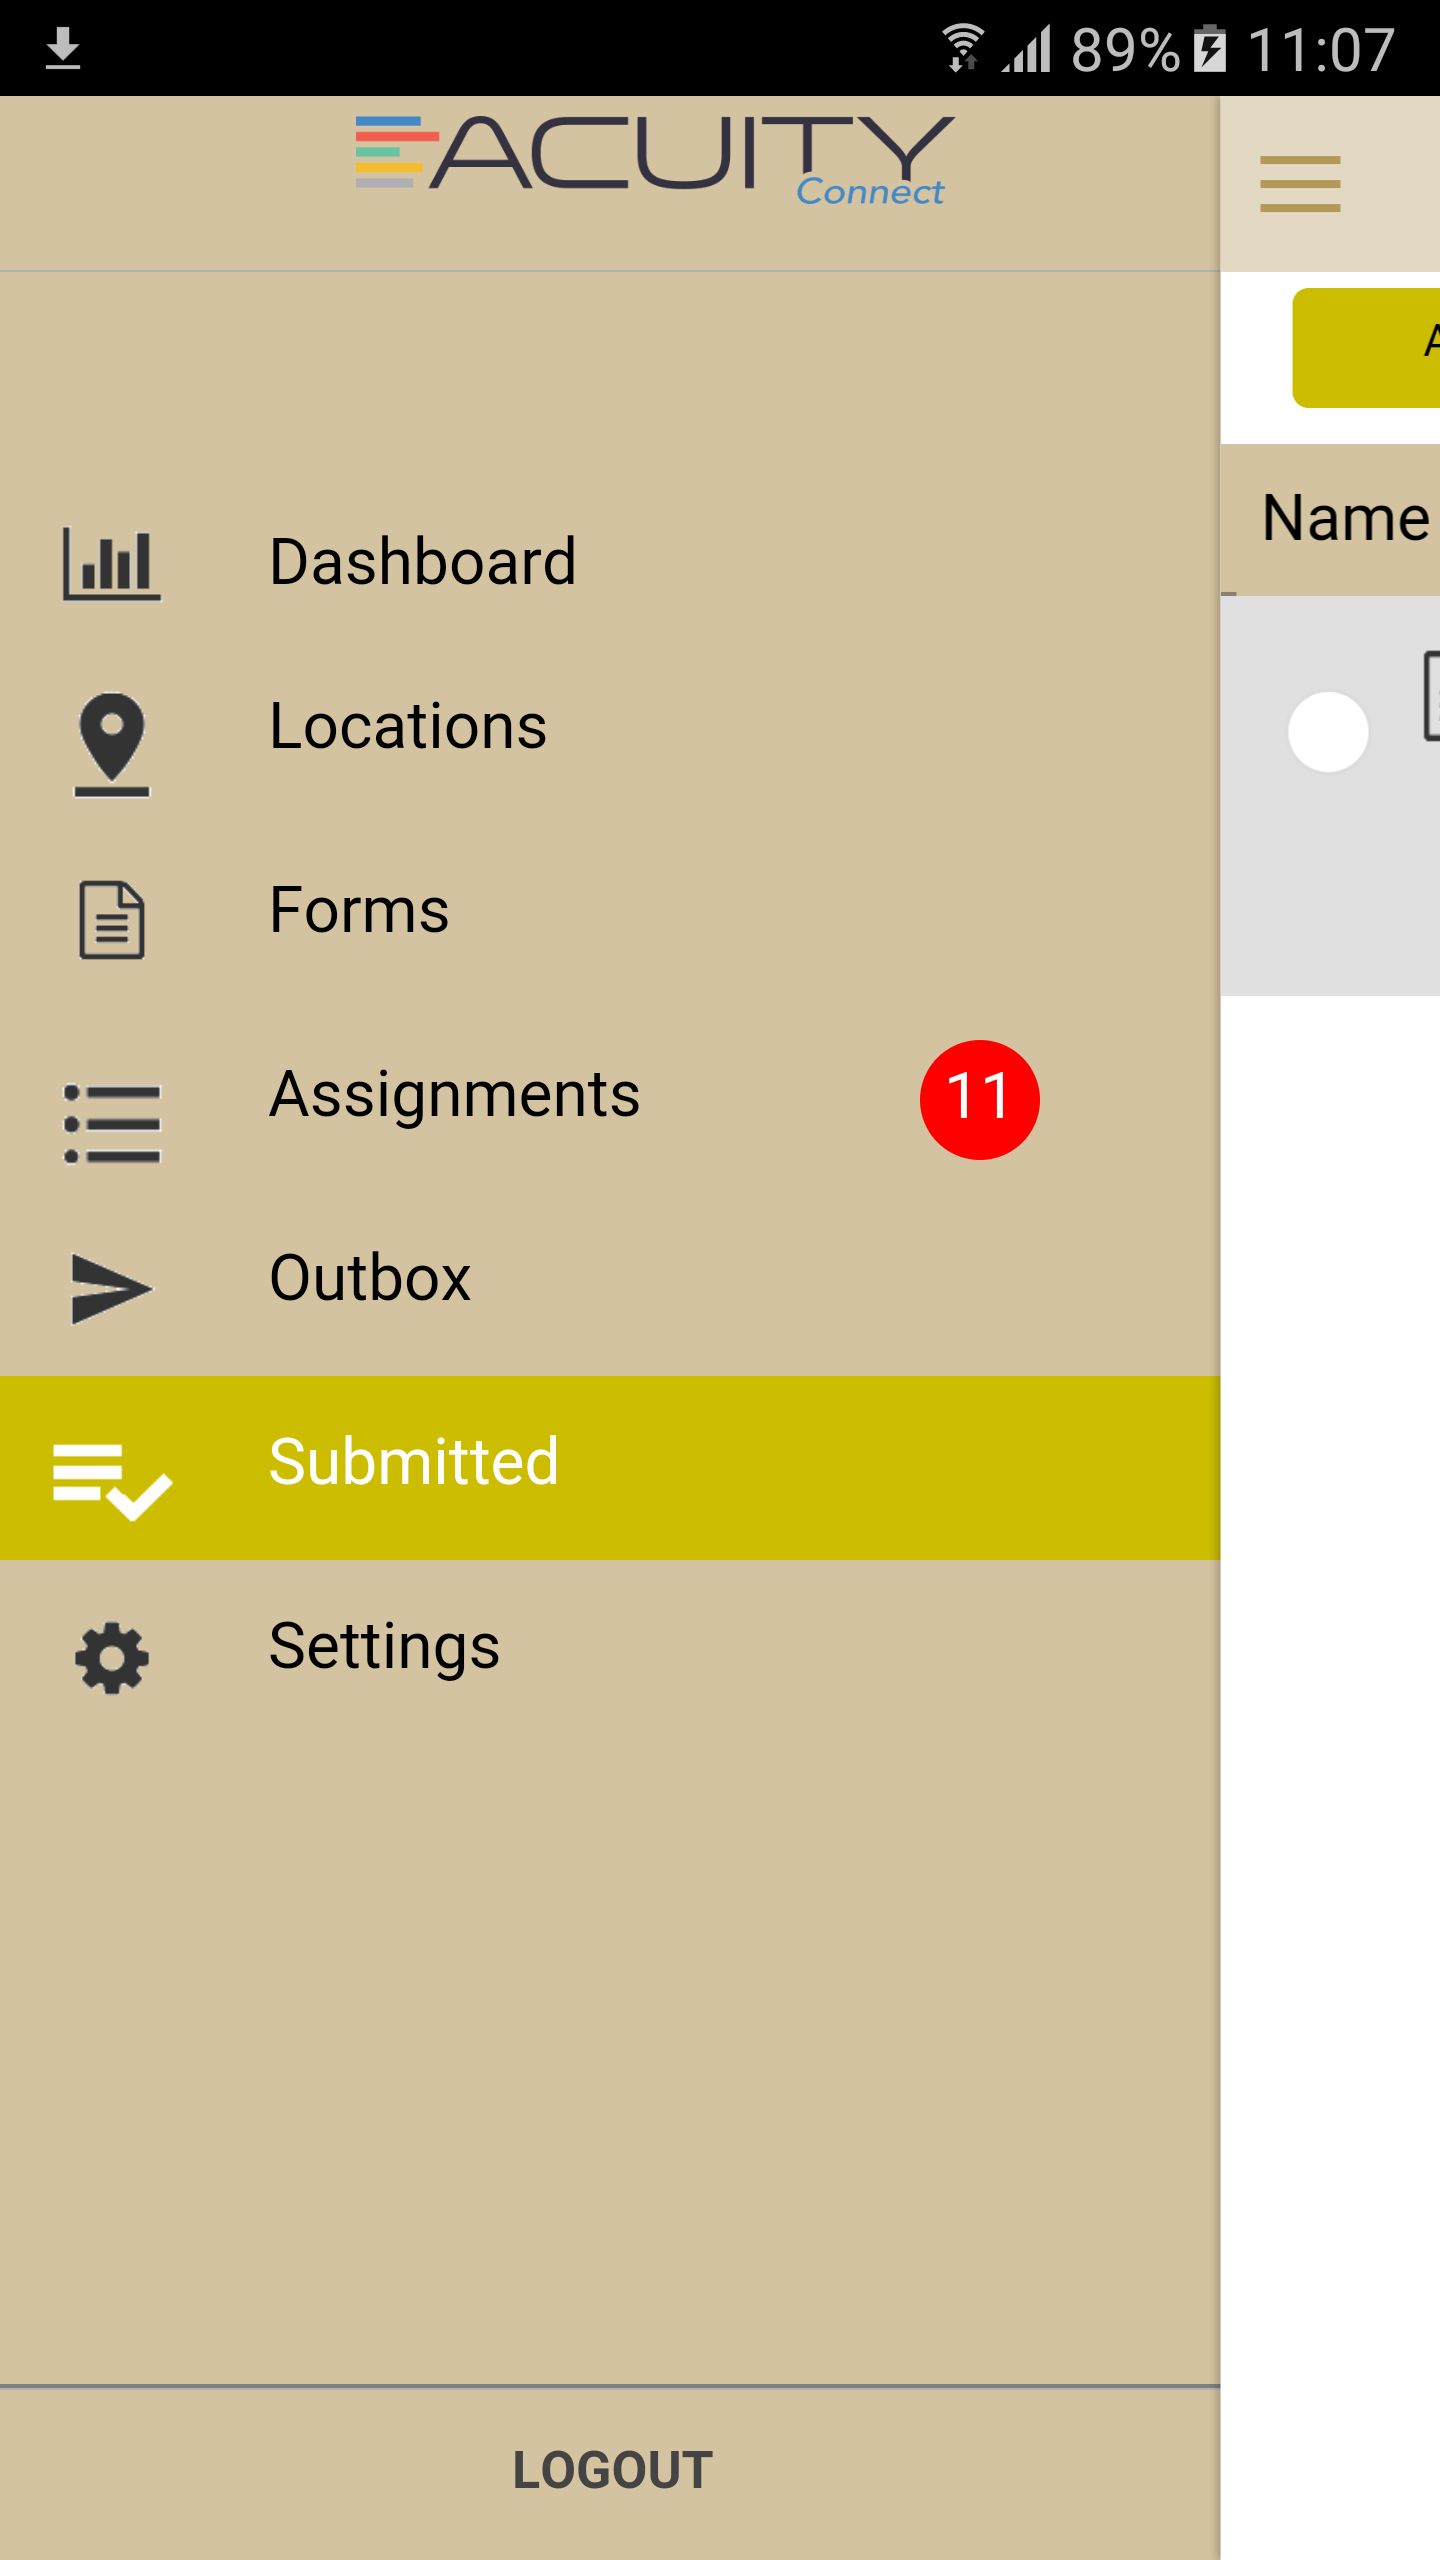 89% 11:07
ACUITY
Connect
Name
Dashboard
Locations
Forms
Assignments 11
Outbox
Submitted
Settings
LOGOUT